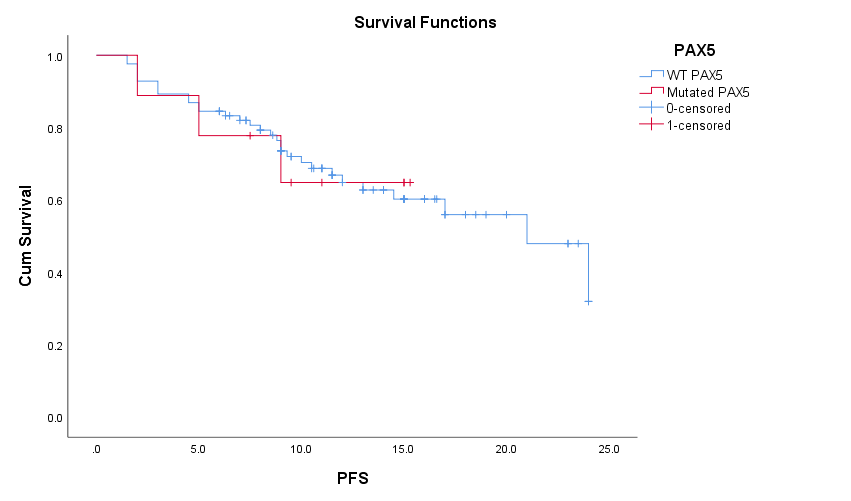 Survival Functions
PAX5
WT PAX5
Mutated PAX5
0-censored
1-censored
Cum Survival
1.0
0.8
0.6
0.4
0.2
0.0
.0 5.0 10.0 15.0 20.0 25.0
PFS